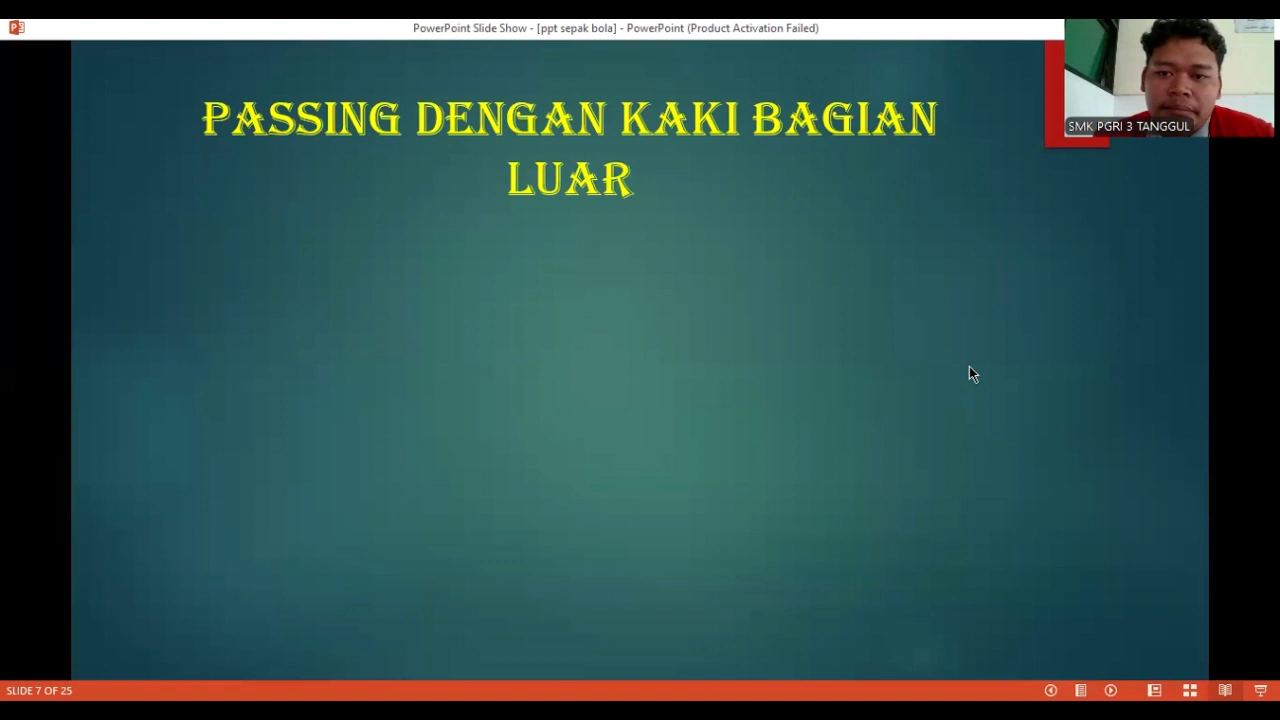 PowerPoint Slide Show - [ppt sepak bola] - PowerPoint (Product Activation Failed)
SMK PGRI 3 TANGGUL
PASSING DENGAN KAKI BAGIAN
LUAR
SLIDE 7 OF 25